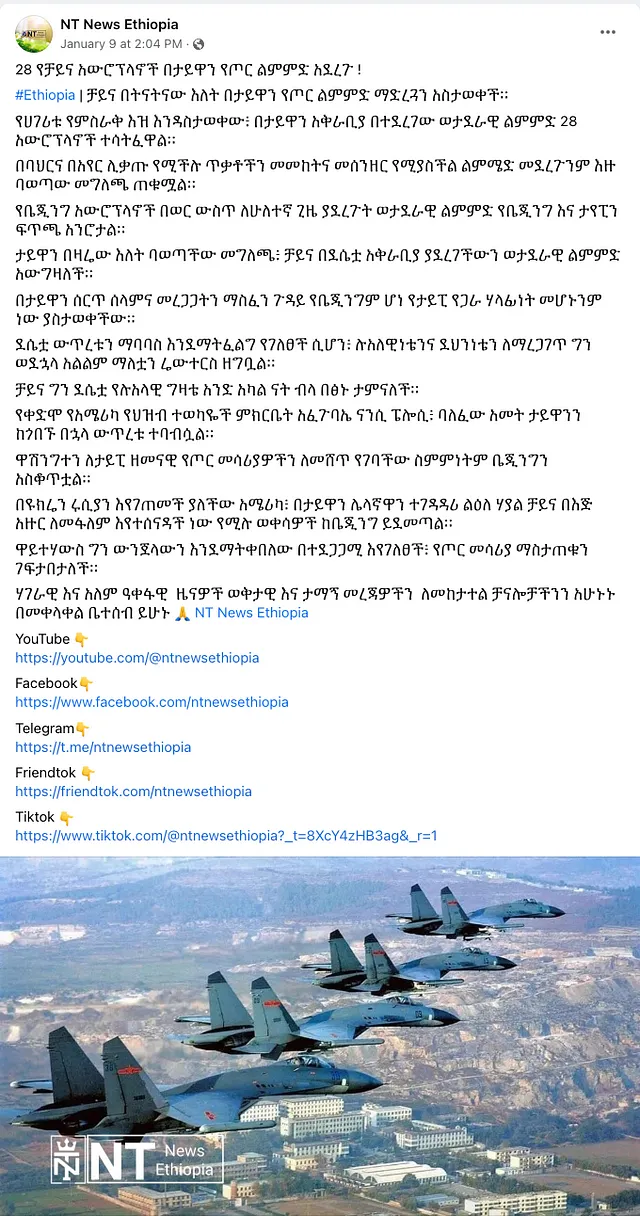 NT News Ethiopia
January 9 at 2:04 PM ·
28 የቻይና አውሮፕላኖች በታይዋን የጦር ልምምድ አደረጉ !
#Ethiopia | ቻይና በትናትናው እለት በታይዋን የጦር ልምምድ ማድረጓን አስታወቀች፡፡
የሀገሪቱ የምስራቅ እዝ እንዳስታወቀው፣ በታይዋን አቅራቢያ በተደረገው ወታደራዊ ልምምድ 28
አውሮፕላኖች ተሳትፈዋል፡፡
በባህርና በአየር ሊቃጡ የሚችሉ ጥቃቶችን መመከትና መሰንዘር የሚያስችል ልምሜድ መደረጉንም እዙ
ባወጣው መግለጫ ጠቁሟል፡፡
የቤጂንግ አውሮፕላኖች በወር ውስጥ ለሁለተኛ ጊዜ ያደረጉት ወታደራዊ ልምምድ የቤጂንግ እና ታየፒን
ፍጥጫ አንሮታል፡፡
ታይዋን በዛሬው እለት ባወጣችው መግለጫ፤ ቻይና በደሴቷ አቅራቢያ ያደረገችውን ወታደራዊ ልምምድ
አውግዛለች፡፡
በታይዋን ሰርጥ ሰላምና መረጋጋትን ማስፈን ጉዳይ የቤጂንግም ሆነ የታይፒ የጋራ ሃላፊነት መሆኑንም
ነው ያስታወቀችው፡፡
ደሴቷ ውጥረቱን ማባባስ እንደማትፈልግ የገለፀች ሲሆን፤ ሉአለዊነቴንና ደህንነቴን ለማረጋገጥ ግን
ወደኋላ አልልም ማለቷን ሬውተርስ ዘግቧል፡፡
ቻይና ግን ደሴቷ የሉአላዊ ግዛቴ አንድ አካል ናት ብላ በፅኑ ታምናለች፡፡
የቀድሞ የአሜሪካ የህዝብ ተወካዬች ምክርቤት አፈጉባኤ ናንሲ ፔሎሲ፤ ባለፈው አመት ታይዋንን
ከጎበኙ በኋላ ውጥረቱ ተባብሷል፡፡
ዋሽንግተን ለታይፒ ዘመናዊ የጦር መሳሪያዎችን ለመሸጥ የገባችው ስምምነትም ቤጂንግን
አስቆጥቷል፡፡
በዩክሬን ሩሲያን እየገጠመች ያለችው አሜሪካ፤ በታይዋን ሌላኛዋን ተገዳዳሪ ልዕለ ሃያል ቻይና በእጅ
አዙር ለመፋለም እየተሰናዳች ነው የሚሉ ወቀሳዎች ከቤጂንግ ይደመጣል፡፡
ዋይተሃውስ ግን ውንጀላውን እንደማትቀበለው በተደጋጋሚ እየገለፀች፤ የጦር መሳሪያ ማስታጠቁን
ገፍታበታለች፡፡
ሃገራዊ እና አለም ዓቀፋዊ ዜናዎች ወቅታዊ እና ታማኝ መረጃዎችን ለመከታተል ቻናሎቻችንን አሁኑኑ
በመቀላቀል ቤተሰብ ይሁኑ 🙏 NT News Ethiopia
YouTube 👇
https://youtube.com/@ntnewsethiopia
Facebook👇
https://www.facebook.com/ntnewsethiopia
Telegram👇
https://t.me/ntnewsethiopia
Friendtok 👇
https://friendtok.com/ntnewsethiopia
Tiktok 👇
https://www.tiktok.com/@ntnewsethiopia?_t=8XcY4zHB3ag&_r=1
NT News
Ethiopia